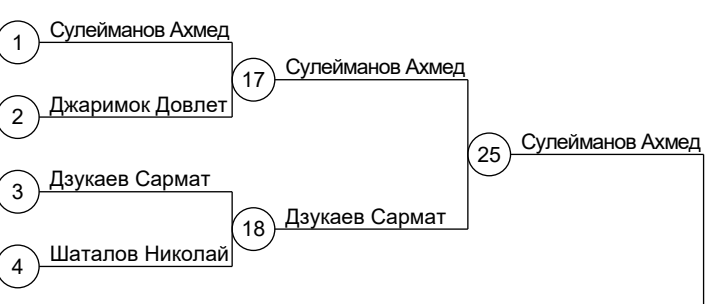 1 Сулейманов Ахмед
17 Сулейманов Ахмед
2 Джаримок Довлет
25 Сулейманов Ахмед
3 Дзукаев Сармат
18 Дзукаев Сармат
4 Шаталов Николай